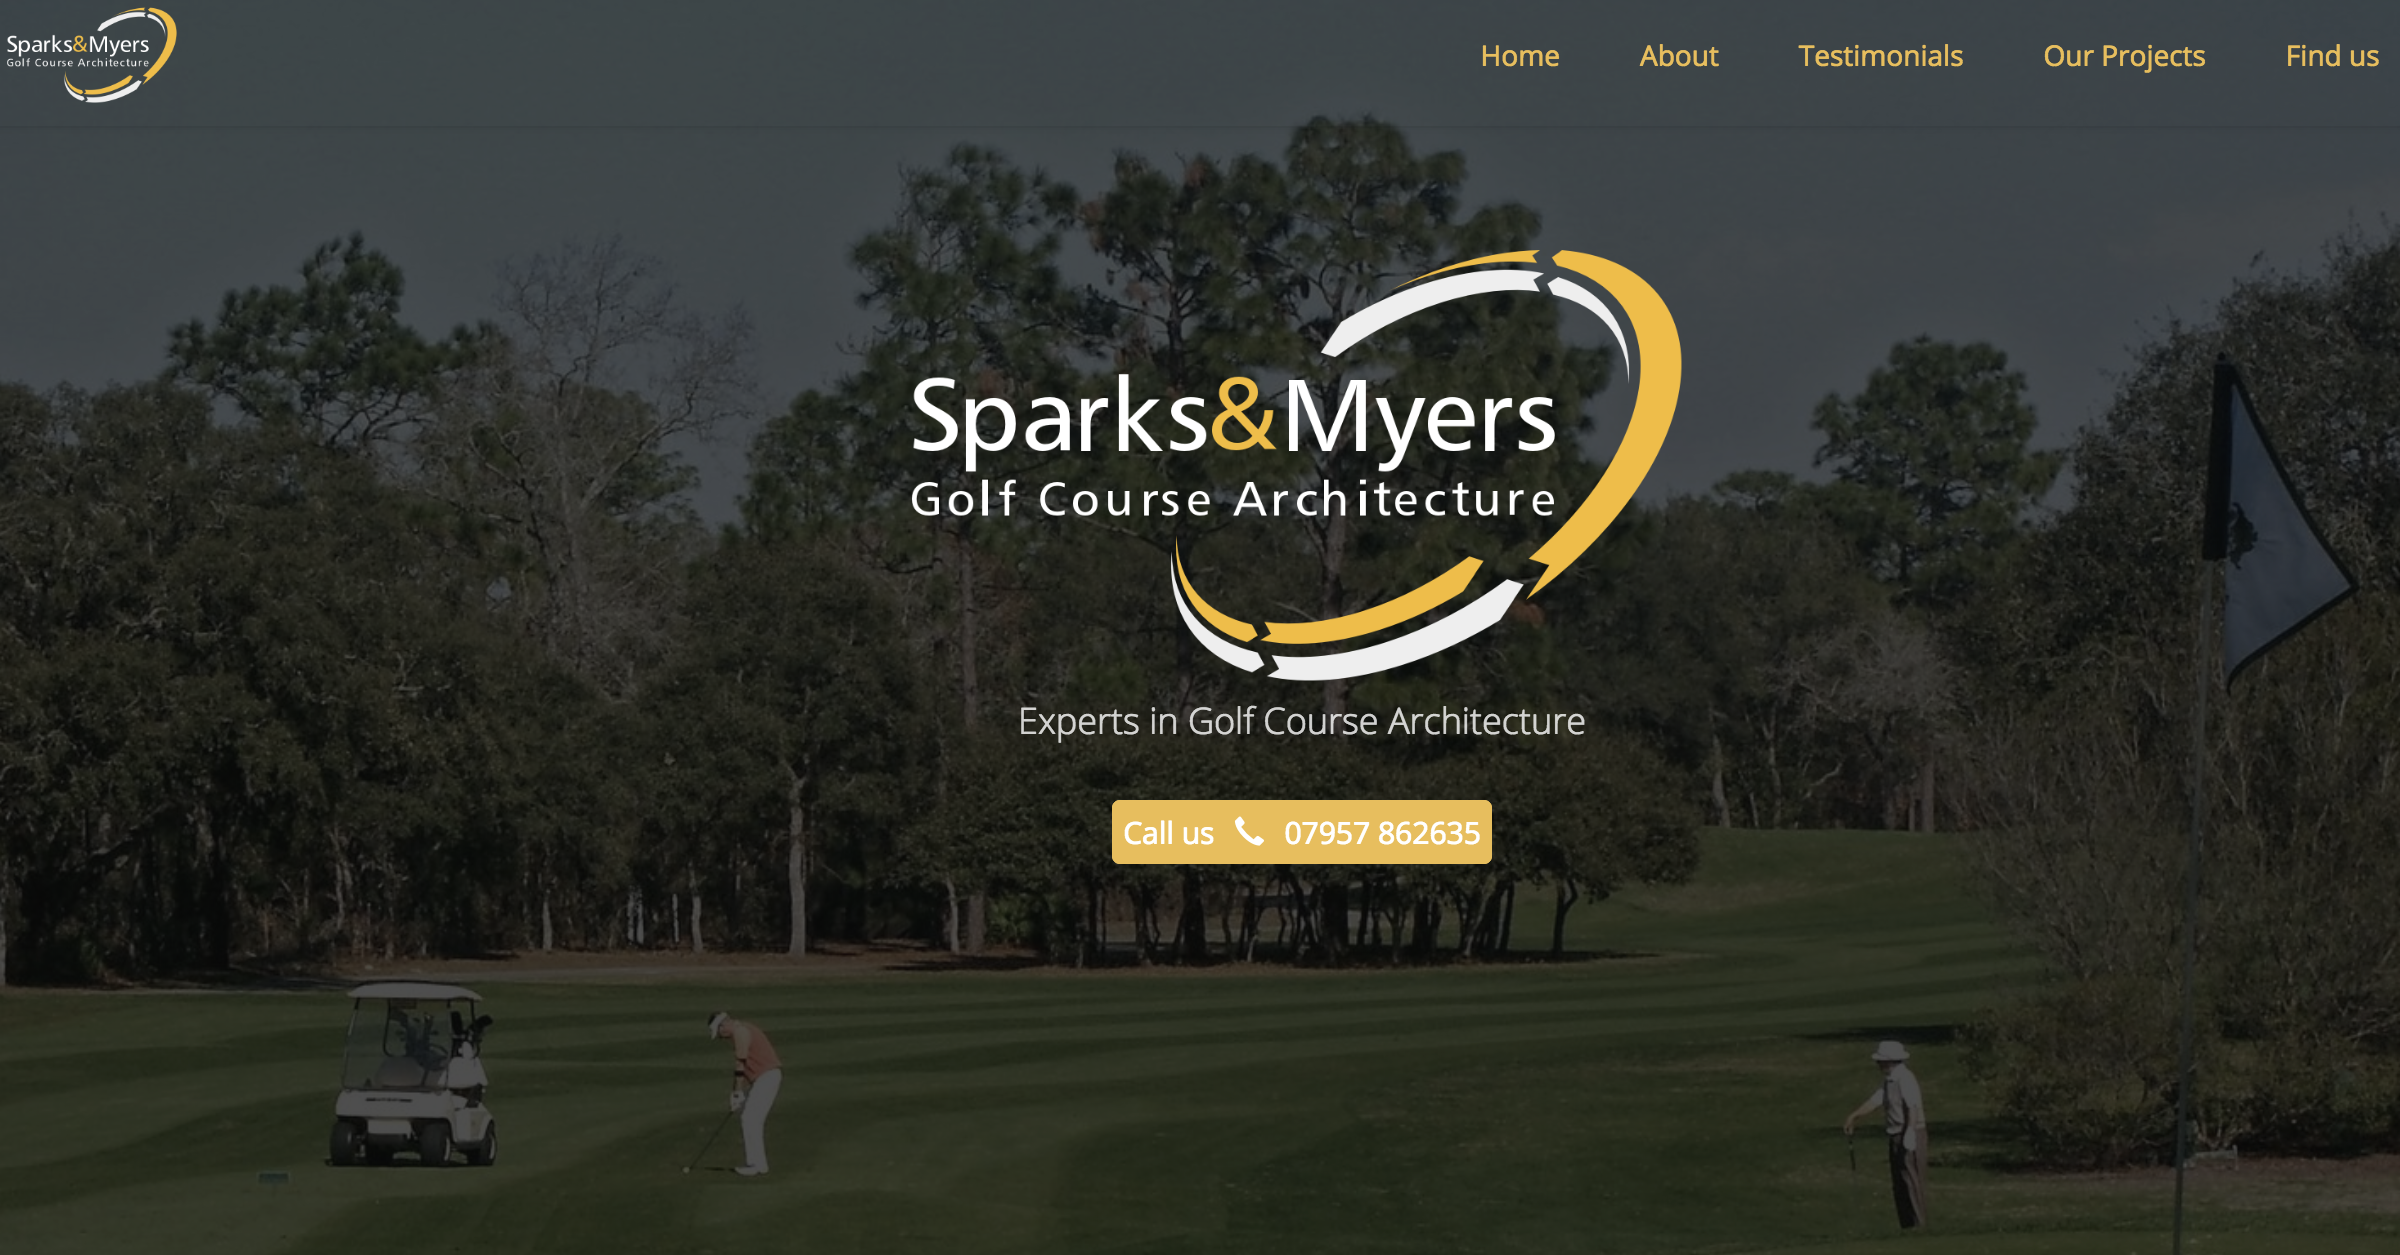 Sparks&Myers
Golf Course Architecture
Home About Testimonials Our Projects Find us
Sparks&Myers
Golf Course Architecture
Experts in Golf Course Architecture
Call us 07957 862635